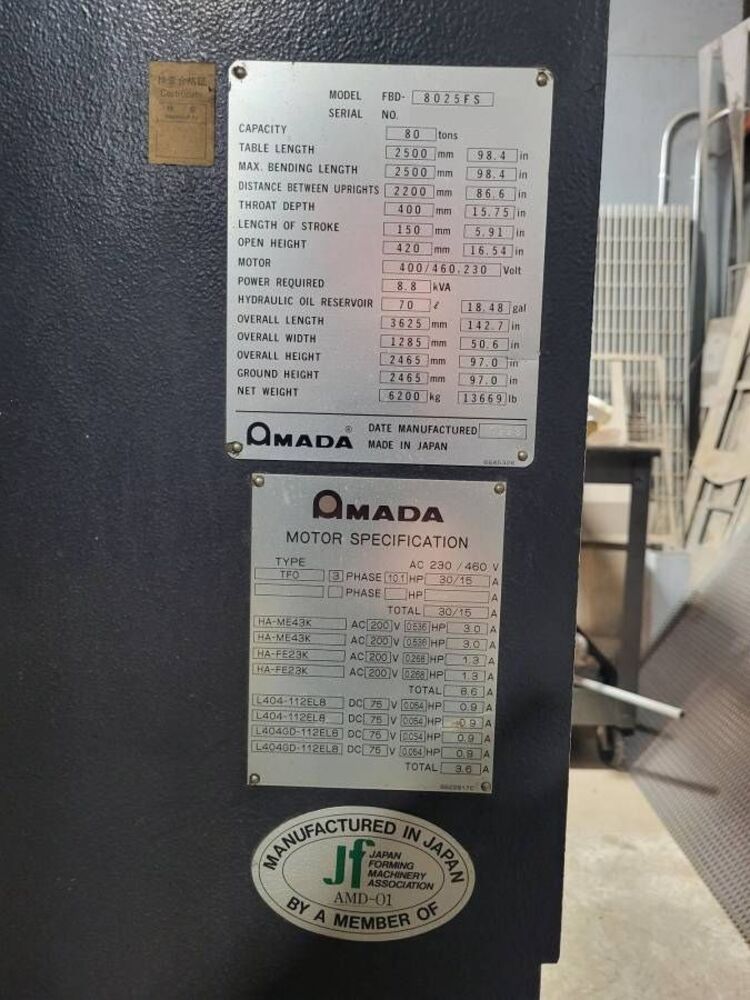 検査合格証
Certificate
MODEL FBD- 8025FS
SERIAL NO.
CAPACITY 80 tons
TABLE LENGTH 2500 mm 98.4 in
MAX. BENDING LENGTH 2500 mm 98.4 in
DISTANCE BETWEEN UPRIGHTS 2200 mm 86.6 in
THROAT DEPTH 400 mm 15.75 in
LENGTH OF STROKE 150 mm 5.91 in
OPEN HEIGHT 420 mm 16.54 in
MOTOR 400/460.230 Volt
POWER REQUIRED 8.8 kVA
HYDRAULIC OIL RESERVOIR 70 ℓ 18.48 gal
OVERALL LENGTH 3625 mm 142.7 in
OVERALL WIDTH 1285 mm 50.6 in
OVERALL HEIGHT 2465 mm 97.0 in
GROUND HEIGHT 2465 mm 97.0 in
NET WEIGHT 6200 kg 13669 lb
AMADA ® DATE MANUFACTURED
MADE IN JAPAN
AMADA
MOTOR SPECIFICATION
TYPE AC 230 / 460 V
TFO 3 PHASE 10.1 HP 30/15 A
PHASE HP A
TOTAL 30/15 A
HA-ME43K AC 200 V 0.536 HP 3.0 A
HA-ME43K AC 200 V 0.536 HP 3.0 A
HA-FE23K AC 200 V 0.268 HP 1.3 A
HA-FE23K AC 200 V 0.268 HP 1.3 A
TOTAL 8.6 A
L404-112EL8 DC 75 V 0.054 HP 0.9 A
L404-112EL8 DC 75 V 0.054 HP 0.9 A
L404GD-112EL8 DC 75 V 0.054 HP 0.9 A
L404GD-112EL8 DC 75 V 0.054 HP 0.9 A
TOTAL 3.6 A
MANUFACTURED IN JAPAN
Jf JAPAN
FORMING
MACHINERY
ASSOCIATION
AMD-01
BY A MEMBER OF